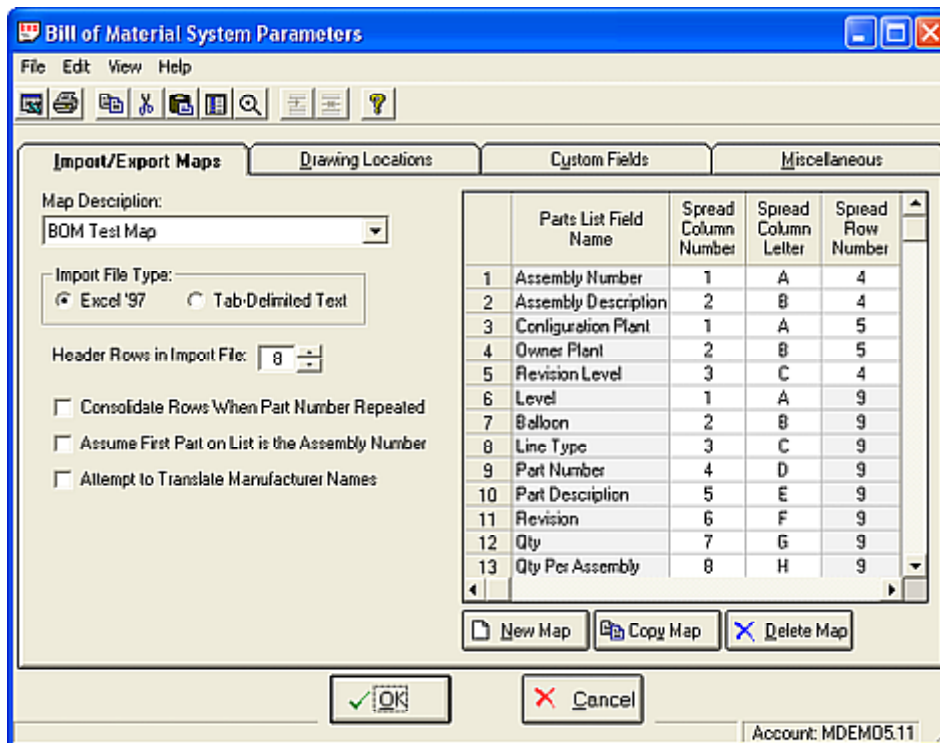 Bill of Material System Parameters
File Edit View Help
Import/Export Maps Drawing Locations Custom Fields Miscellaneous
Map Description:
BOM Test Map
Import File Type:
Excel '97 Tab-Delimited Text
Header Rows in Import File: 8
Consolidate Rows When Part Number Repeated
Assume First Part on List is the Assembly Number
Attempt to Translate Manufacturer Names
Parts List Field Name Spread Column Number Spread Column Letter Spread Row Number
1 Assembly Number 1 A 4
2 Assembly Description 2 B 4
3 Configuration Plant 1 A 5
4 Owner Plant 2 B 5
5 Revision Level 3 C 4
6 Level 1 A 9
7 Balloon 2 B 9
8 Line Type 3 C 9
9 Part Number 4 D 9
10 Part Description 5 E 9
11 Revision 6 F 9
12 Qty 7 G 9
13 Qty Per Assembly 8 H 9
New Map Copy Map Delete Map
OK Cancel
Account: MDEMO5.11